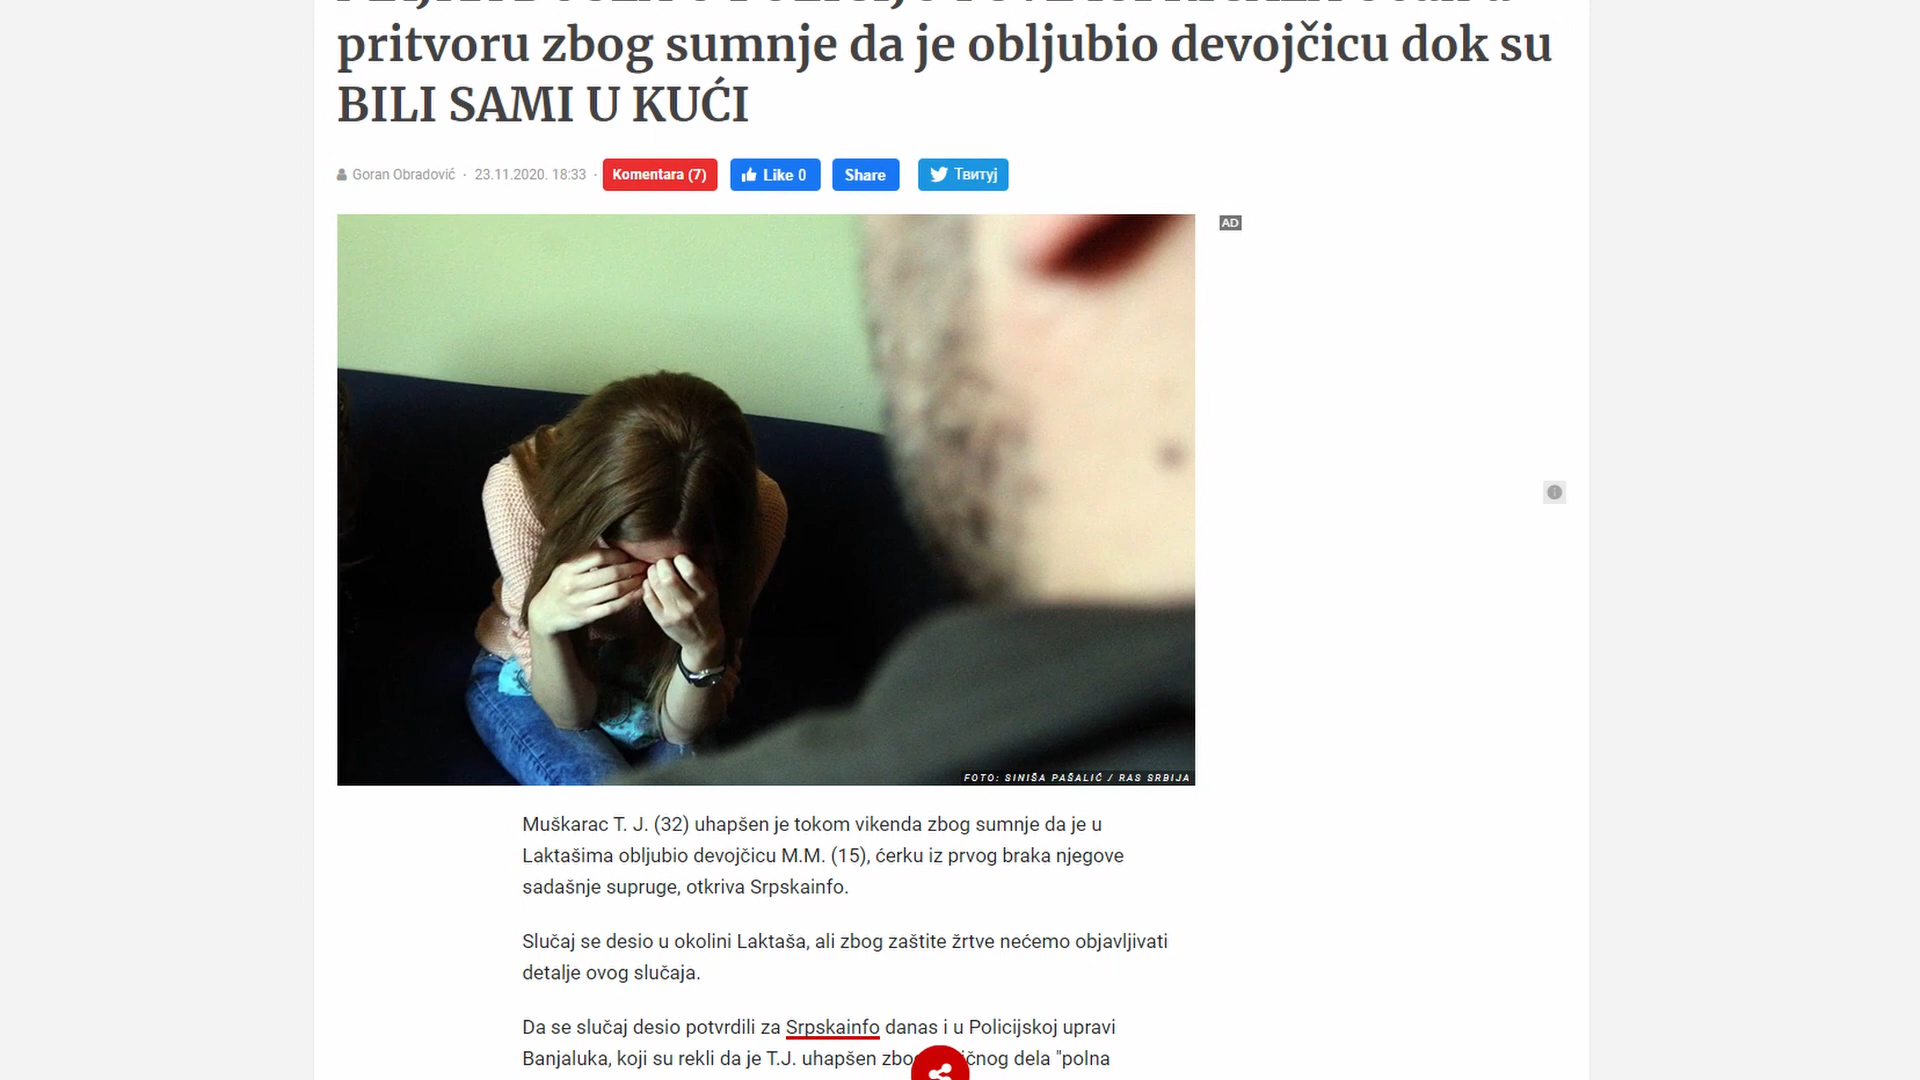 pritvoru zbog sumnje da je obljubio devojčicu dok su
BILI SAMI U KUĆI
Goran Obradović · 23.11.2020. 18:33 · Komentara (7) Like 0 Share Твитуј
AD
FOTO: SINIŠA PAŠALIĆ / RAS SRBIJA
Muškarac T. J. (32) uhapšen je tokom vikenda zbog sumnje da je u
Laktašima obljubio devojčicu M.M. (15), ćerku iz prvog braka njegove
sadašnje supruge, otkriva Srpskainfo.
Slučaj se desio u okolini Laktaša, ali zbog zaštite žrtve nećemo objavljivati
detalje ovog slučaja.
Da se slučaj desio potvrdili za Srpskainfo danas i u Policijskoj upravi
Banjaluka, koji su rekli da je T.J. uhapšen dela "polna